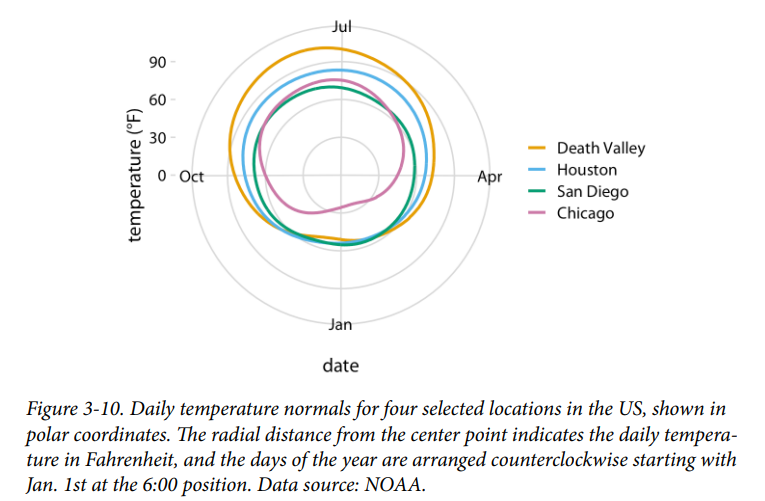 Jul
90
60
30
0
Oct
Apr
temperature (°F)
Death Valley
Houston
San Diego
Chicago
Jan
date
Figure 3-10. Daily temperature normals for four selected locations in the US, shown in
polar coordinates. The radial distance from the center point indicates the daily tempera-
ture in Fahrenheit, and the days of the year are arranged counterclockwise starting with
Jan. 1st at the 6:00 position. Data source: NOAA.